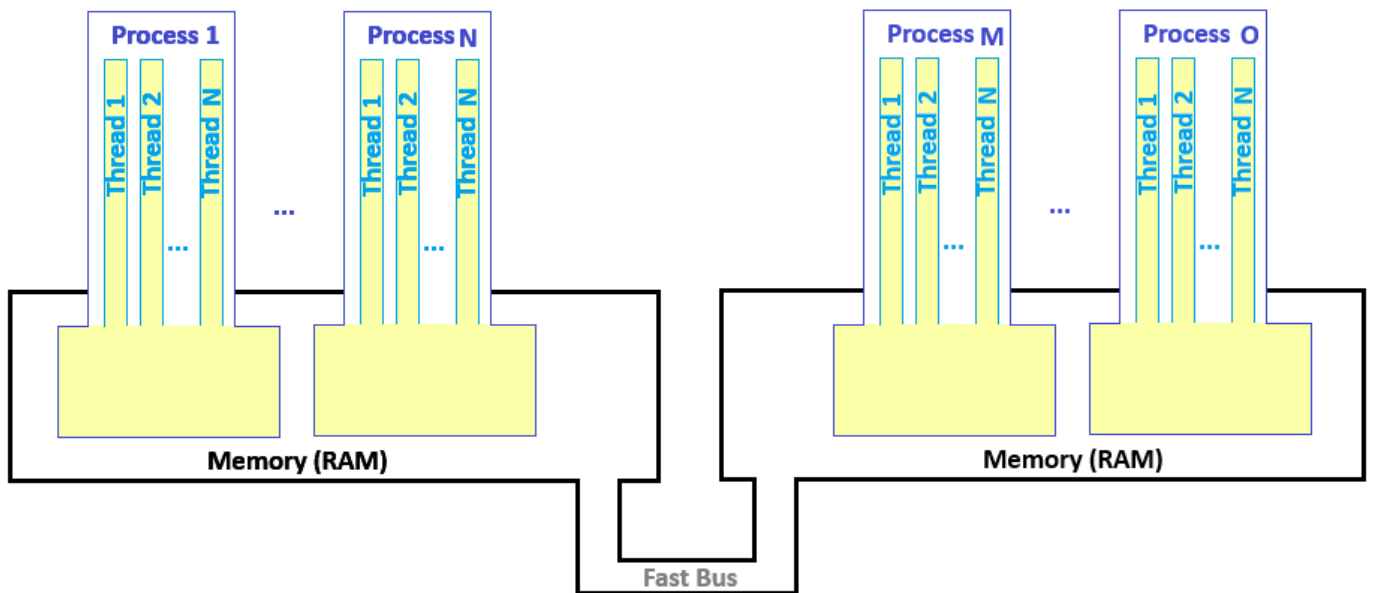 Process 1
Thread 1
Thread 2
...
Thread N
...
Process N
Thread 1
Thread 2
...
Thread N
Process M
Thread 1
Thread 2
...
Thread N
...
Process O
Thread 1
Thread 2
...
Thread N
Memory (RAM)
Memory (RAM)
Fast Bus